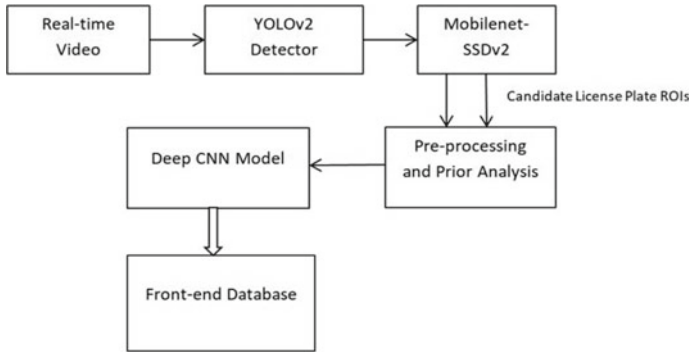 Real-time
Video
YOLOv2
Detector
Mobilenet-
SSDv2
Candidate License Plate ROIs
Pre-processing
and Prior Analysis
Deep CNN Model
Front-end Database